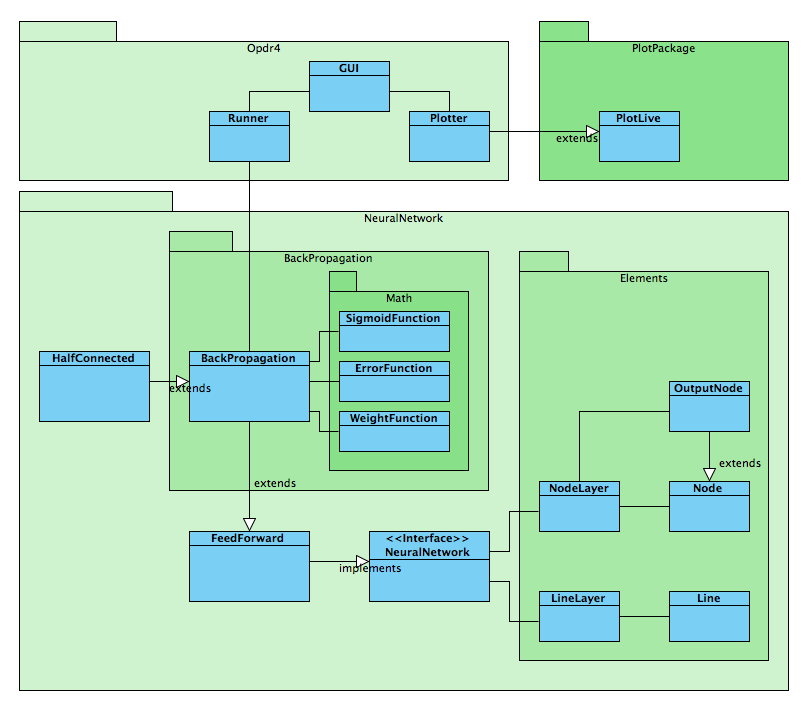 Opdr4
PlotPackage
GUI
Runner
Plotter
PlotLive
extends
NeuralNetwork
BackPropagation
Elements
Math
SigmoidFunction
HalfConnected
BackPropagation
ErrorFunction
extends
OutputNode
WeightFunction
extends
extends
NodeLayer
Node
FeedForward
<<Interface>>
NeuralNetwork
implements
LineLayer
Line